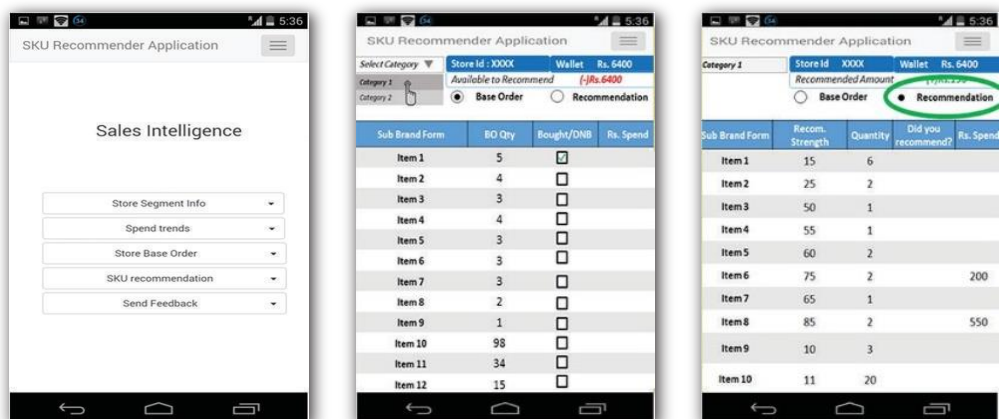 5:36
SKU Recommender Application
Sales Intelligence
Store Segment Info
Spend trends
Store Base Order
SKU recommendation
Send Feedback
54 5:36
SKU Recommender Application
Select Category Store Id : XXXX Wallet Rs. 6400
Category 1 Available to Recommend (-)Rs.6400
Category 2 Base Order Recommendation
Sub Brand Form BO Qty Bought/DNB Rs. Spend
Item 1 5
Item 2 4
Item 3 3
Item 4 4
Item 5 3
Item 6 3
Item 7 3
Item 8 2
Item 9 1
Item 10 98
Item 11 34
Item 12 15
5:36
SKU Recommender Application
Category 1 Store Id XXXX Wallet Rs. 6400
Recommended Amount
Base Order Recommendation
Sub Brand Form Recom. Strength Quantity Did you recommend? Rs. Spend
Item 1 15 6
Item 2 25 2
Item 3 50 1
Item 4 55 1
Item 5 60 2
Item 6 75 2 200
Item 7 65 1
Item 8 85 2 550
Item 9 10 3
Item 10 11 20